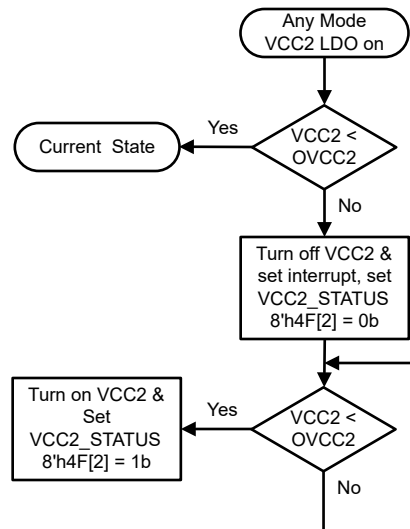 Any Mode
VCC2 LDO on
Yes
VCC2 <
OVCC2
Current State
No
Turn off VCC2 &
set interrupt, set
VCC2_STATUS
8'h4F[2] = 0b
Turn on VCC2 &
Set
VCC2_STATUS
8'h4F[2] = 1b
Yes
VCC2 <
OVCC2
No